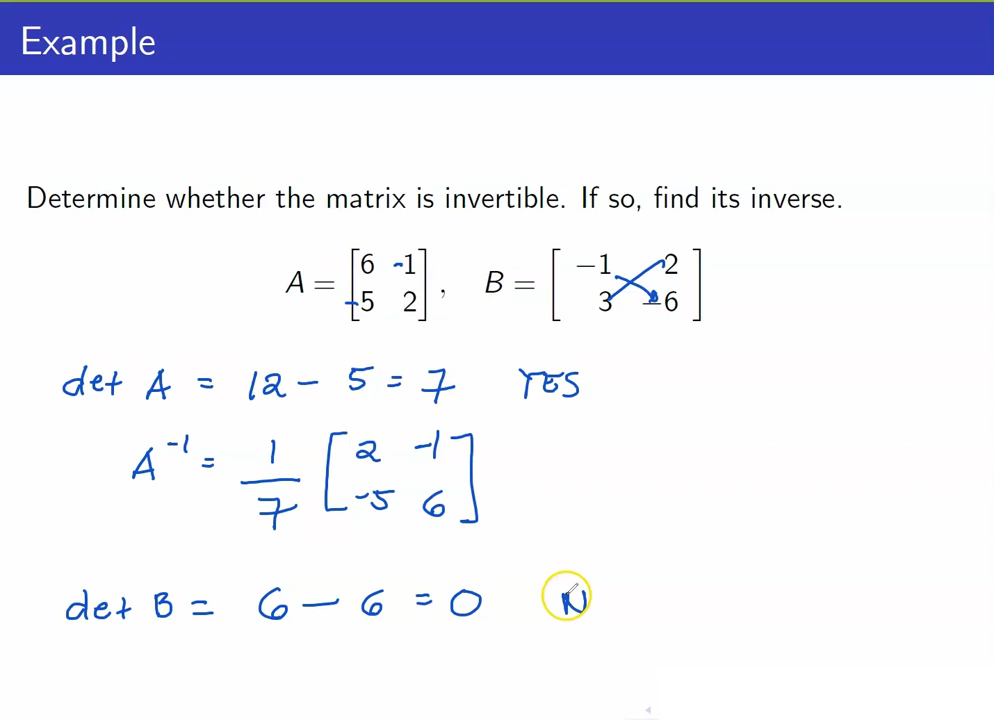 Example
Determine whether the matrix is invertible. If so, find its inverse.
A = [6 -1; -5 2], B = [−1 2; 3 −6]
det A = 12 - 5 = 7 YES
A⁻¹ = 1/7 [2 -1; -5 6]
det B = 6 - 6 = 0 N